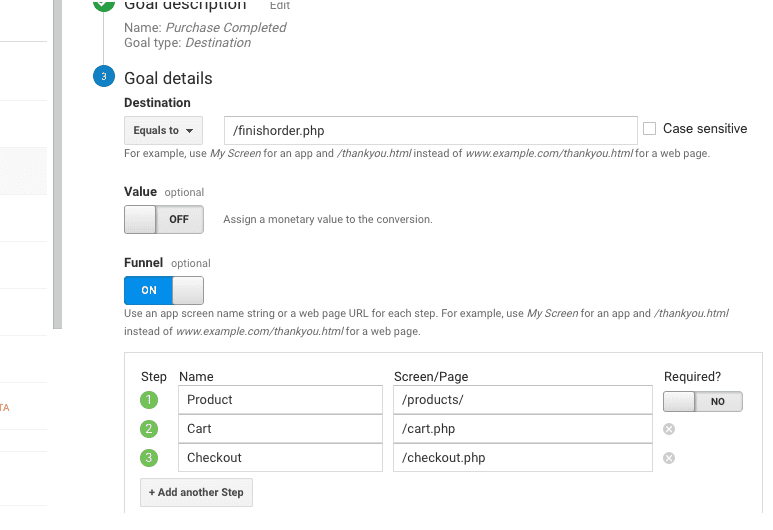 Goal description Edit
Name: Purchase Completed
Goal type: Destination
3 Goal details
Destination
Equals to /finishorder.php Case sensitive
For example, use My Screen for an app and /thankyou.html instead of www.example.com/thankyou.html for a web page.
Value optional
OFF Assign a monetary value to the conversion.
Funnel optional
ON
Use an app screen name string or a web page URL for each step. For example, use My Screen for an app and /thankyou.html
instead of www.example.com/thankyou.html for a web page.
Step Name Screen/Page Required?
1 Product /products/ NO
2 Cart /cart.php
3 Checkout /checkout.php
+ Add another Step
TA